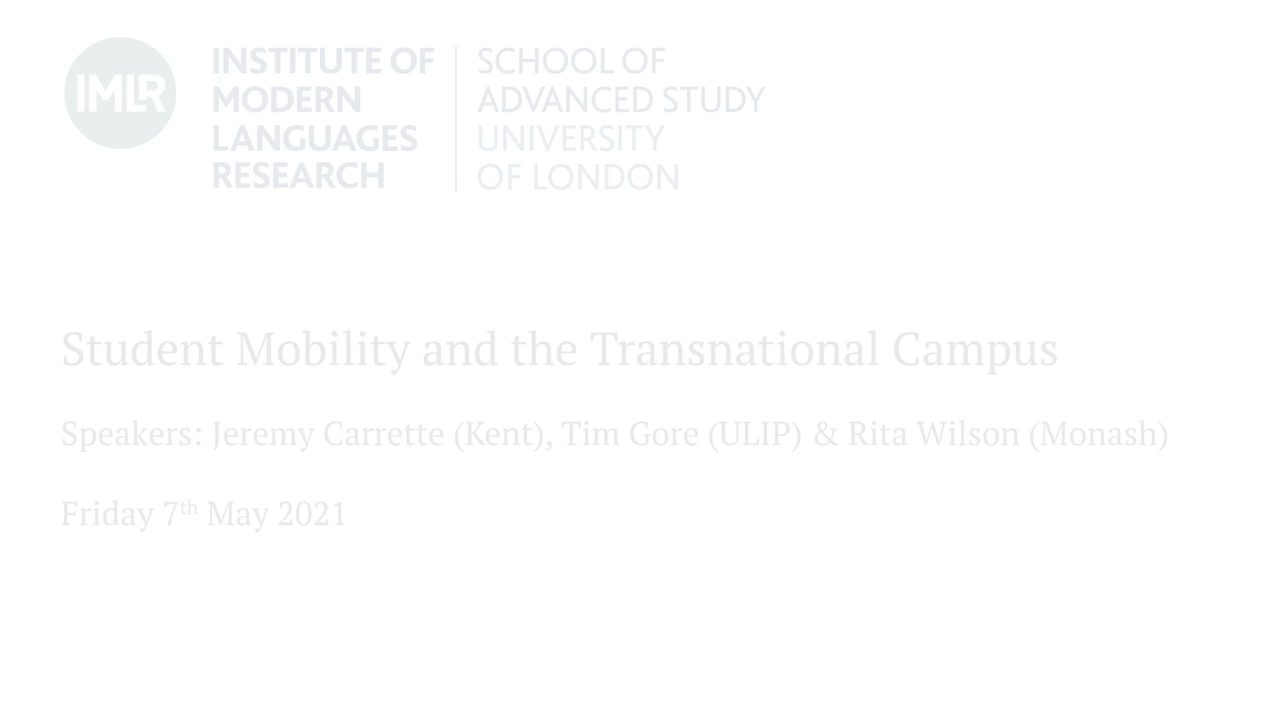 IMLR
INSTITUTE OF
MODERN
LANGUAGES
RESEARCH
SCHOOL OF
ADVANCED STUDY
UNIVERSITY
OF LONDON
Student Mobility and the Transnational Campus
Speakers: Jeremy Carrette (Kent), Tim Gore (ULIP) & Rita Wilson (Monash)
Friday 7th May 2021